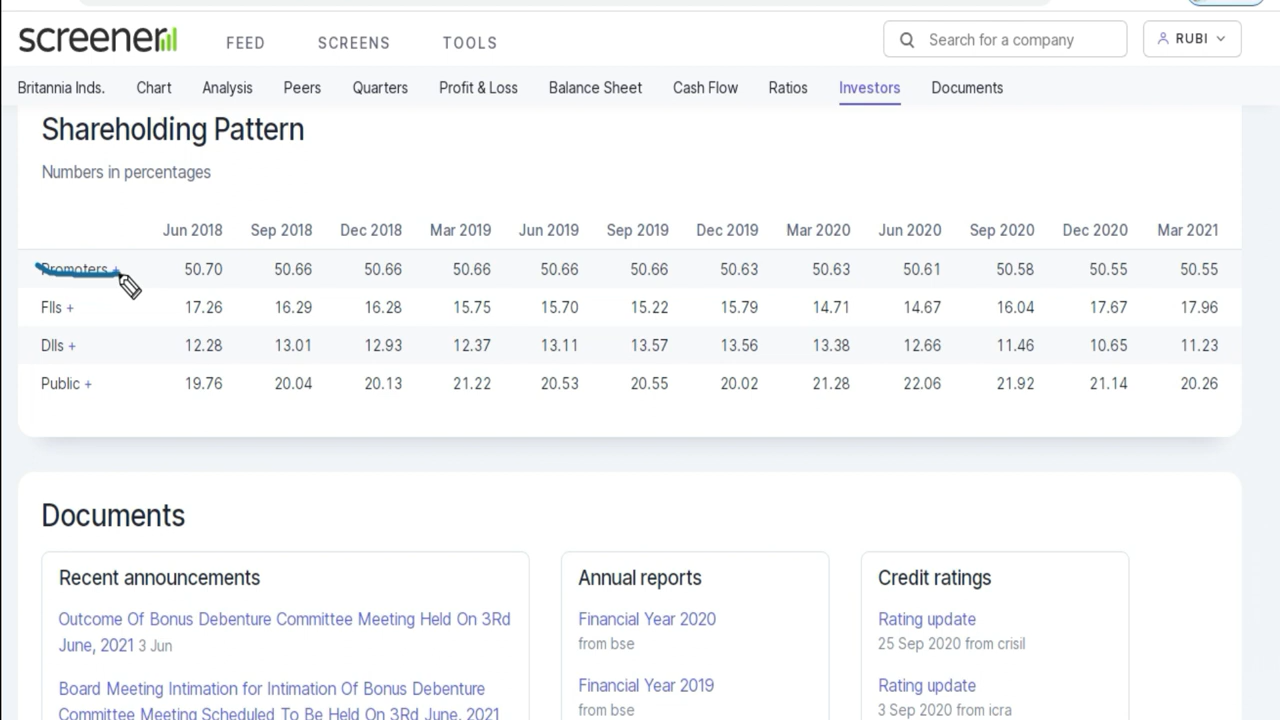 screener FEED SCREENS TOOLS Search for a company RUBI
Britannia Inds. Chart Analysis Peers Quarters Profit & Loss Balance Sheet Cash Flow Ratios Investors Documents
Shareholding Pattern
Numbers in percentages
Jun 2018 Sep 2018 Dec 2018 Mar 2019 Jun 2019 Sep 2019 Dec 2019 Mar 2020 Jun 2020 Sep 2020 Dec 2020 Mar 2021
Promoters + 50.70 50.66 50.66 50.66 50.66 50.66 50.63 50.63 50.61 50.58 50.55 50.55
FIIs + 17.26 16.29 16.28 15.75 15.70 15.22 15.79 14.71 14.67 16.04 17.67 17.96
DIIs + 12.28 13.01 12.93 12.37 13.11 13.57 13.56 13.38 12.66 11.46 10.65 11.23
Public + 19.76 20.04 20.13 21.22 20.53 20.55 20.02 21.28 22.06 21.92 21.14 20.26
Documents
Recent announcements
Outcome Of Bonus Debenture Committee Meeting Held On 3Rd
June, 2021 3 Jun
Board Meeting Intimation for Intimation Of Bonus Debenture
Committee Meeting Scheduled To Be Held On 3Rd June, 2021
Annual reports
Financial Year 2020
from bse
Financial Year 2019
from bse
Credit ratings
Rating update
25 Sep 2020 from crisil
Rating update
3 Sep 2020 from icra